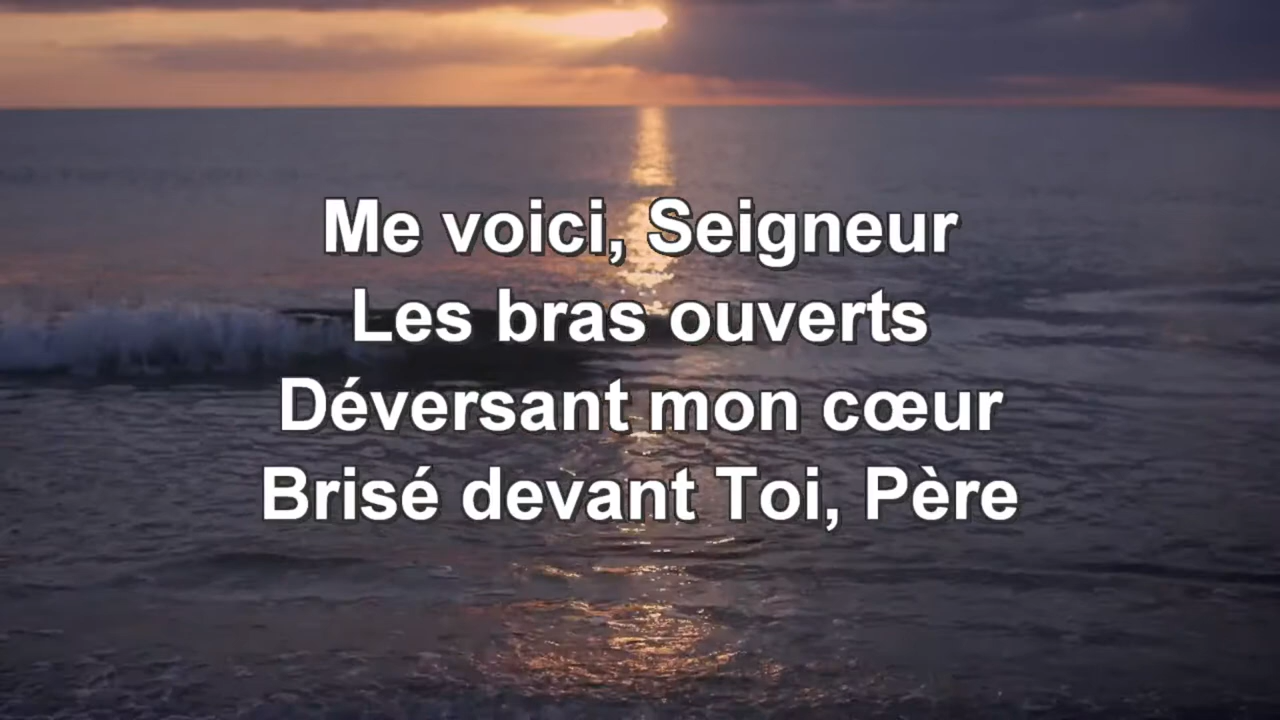 Me voici, Seigneur
Les bras ouverts
Déversant mon cœur
Brisé devant Toi, Père